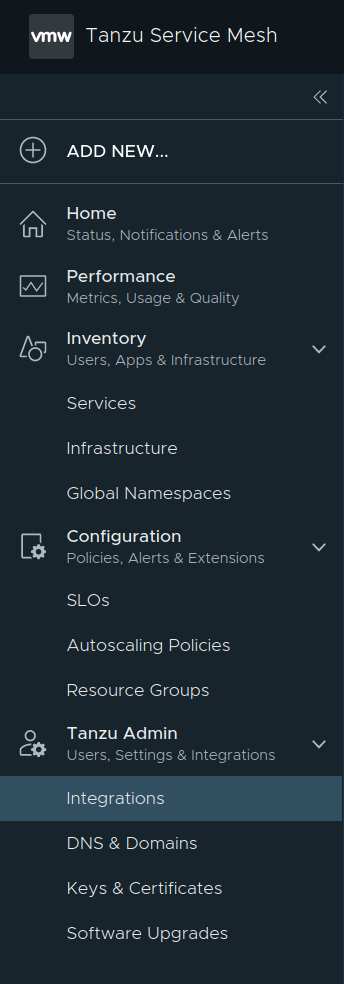 vmw Tanzu Service Mesh
ADD NEW...
Home
Status, Notifications & Alerts
Performance
Metrics, Usage & Quality
Inventory
Users, Apps & Infrastructure
Services
Infrastructure
Global Namespaces
Configuration
Policies, Alerts & Extensions
SLOs
Autoscaling Policies
Resource Groups
Tanzu Admin
Users, Settings & Integrations
Integrations
DNS & Domains
Keys & Certificates
Software Upgrades